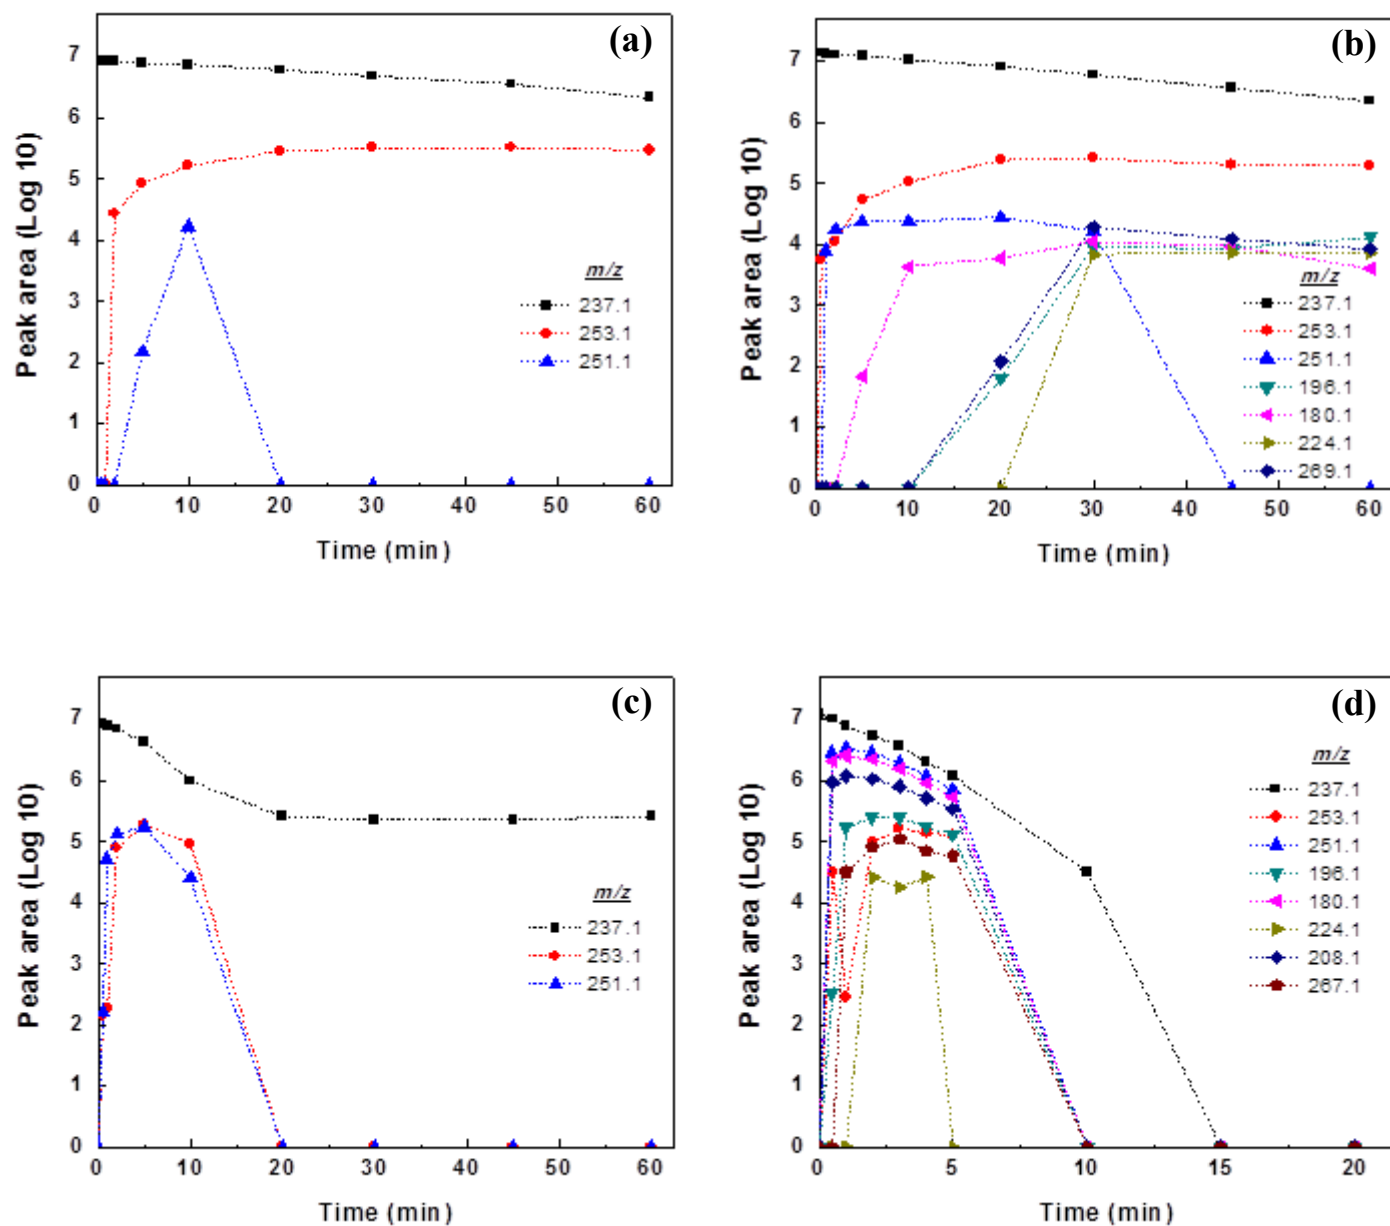 (a)
Peak area (Log 10)
7
6
5
4
3
2
1
0
m/z
237.1
253.1
251.1
0 10 20 30 40 50 60
Time (min)
(b)
Peak area (Log 10)
7
6
5
4
3
2
1
0
m/z
237.1
253.1
251.1
196.1
180.1
224.1
269.1
0 10 20 30 40 50 60
Time (min)
(c)
Peak area (Log 10)
7
6
5
4
3
2
1
0
m/z
237.1
253.1
251.1
0 10 20 30 40 50 60
Time (min)
(d)
Peak area (Log 10)
7
6
5
4
3
2
1
0
m/z
237.1
253.1
251.1
196.1
180.1
224.1
208.1
267.1
0 5 10 15 20
Time (min)